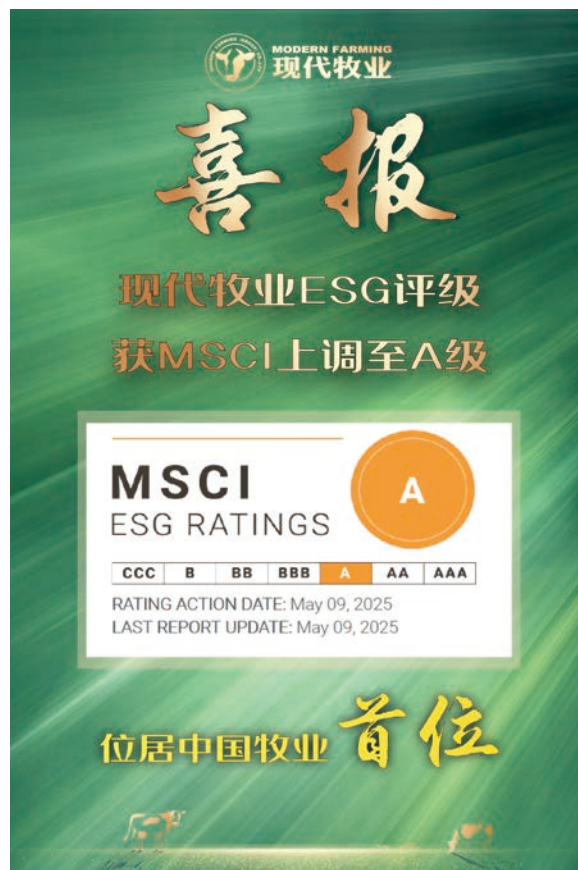 MODERN FARMING
现代牧业
喜报
现代牧业ESG评级
获MSCI上调至A级
MSCI
ESG RATINGS
A
CCC B BB BBB A AA AAA
RATING ACTION DATE: May 09, 2025
LAST REPORT UPDATE: May 09, 2025
位居中国牧业首位